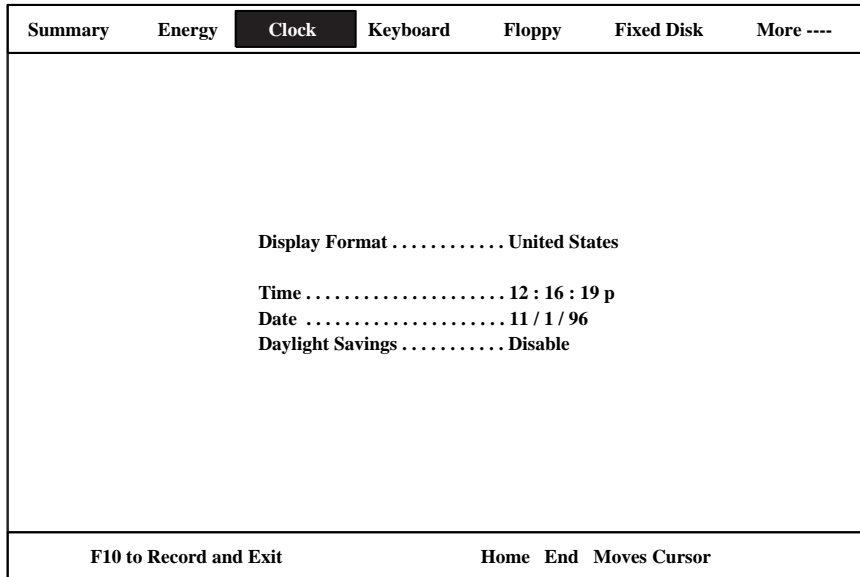 Summary Energy Clock Keyboard Floppy Fixed Disk More ----
Display Format . . . . . . . . . . . . United States
Time . . . . . . . . . . . . . . . . . . . . . 12 : 16 : 19 p
Date . . . . . . . . . . . . . . . . . . . . . 11 / 1 / 96
Daylight Savings . . . . . . . . . . . Disable
F10 to Record and Exit Home End Moves Cursor